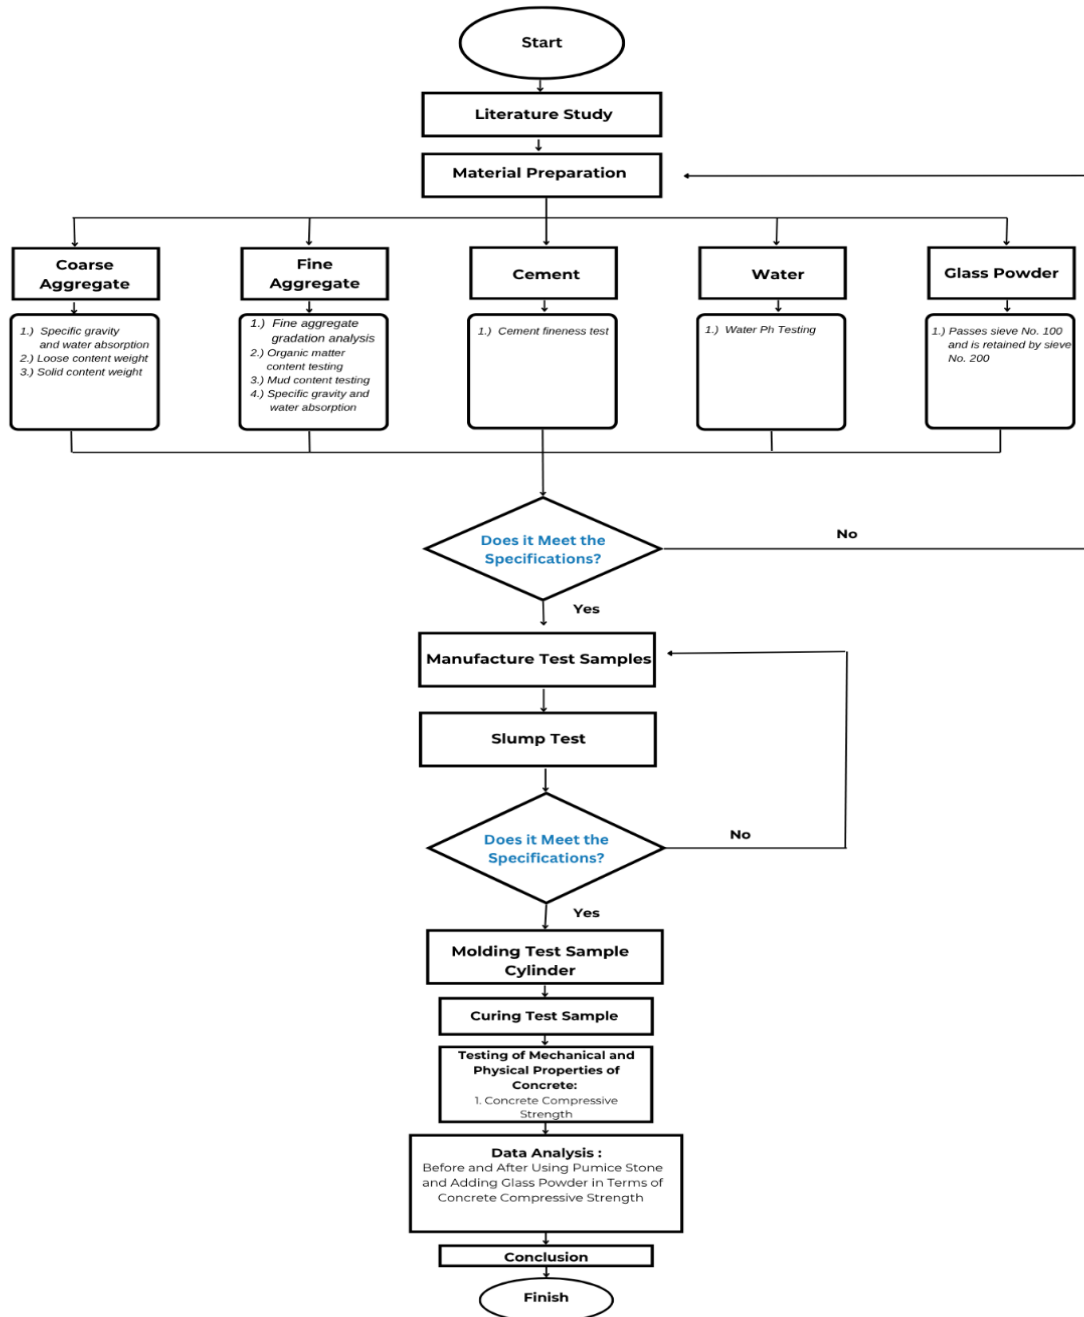 Start
Literature Study
Material Preparation
Coarse
Aggregate
Fine
Aggregate
Cement
Water
Glass Powder
1.) Specific gravity
and water absorption
2.) Loose content weight
3.) Solid content weight
1.) Fine aggregate
gradation analysis
2.) Organic matter
content testing
3.) Mud content testing
4.) Specific gravity and
water absorption
1.) Cement fineness test
1.) Water Ph Testing
1.) Passes sieve No. 100
and is retained by sieve
No. 200
Does it Meet the
Specifications?
No
Yes
Manufacture Test Samples
Slump Test
Does it Meet the
Specifications?
No
Yes
Molding Test Sample
Cylinder
Curing Test Sample
Testing of Mechanical and
Physical Properties of
Concrete:
1. Concrete Compressive
Strength
Data Analysis :
Before and After Using Pumice Stone
and Adding Glass Powder in Terms of
Concrete Compressive Strength
Conclusion
Finish